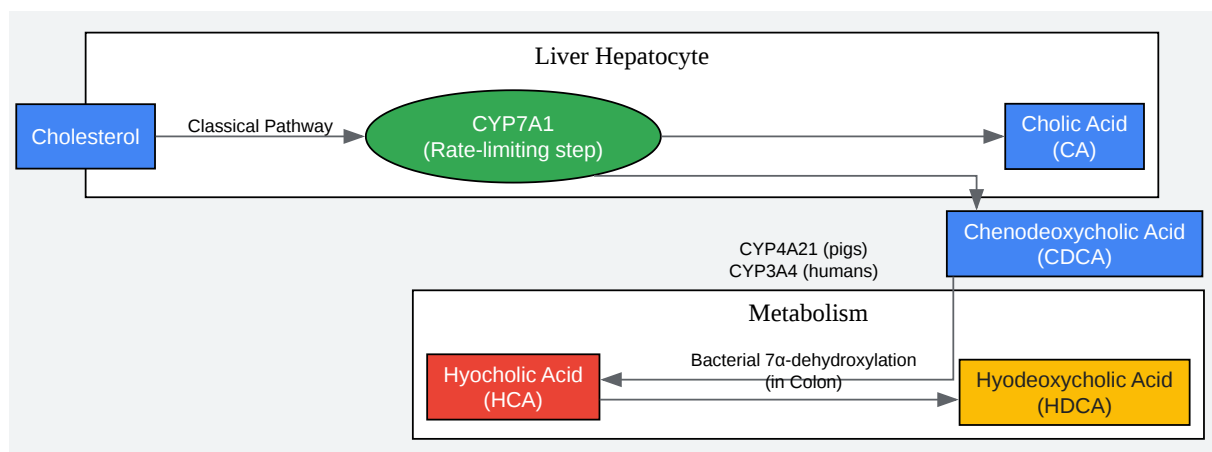 Liver Hepatocyte
Cholesterol
Classical Pathway
CYP7A1
(Rate-limiting step)
Cholic Acid
(CA)
Chenodeoxycholic Acid
(CDCA)
CYP4A21 (pigs)
CYP3A4 (humans)
Metabolism
Hyocholic Acid
(HCA)
Bacterial 7α-dehydroxylation
(in Colon)
Hyodeoxycholic Acid
(HDCA)